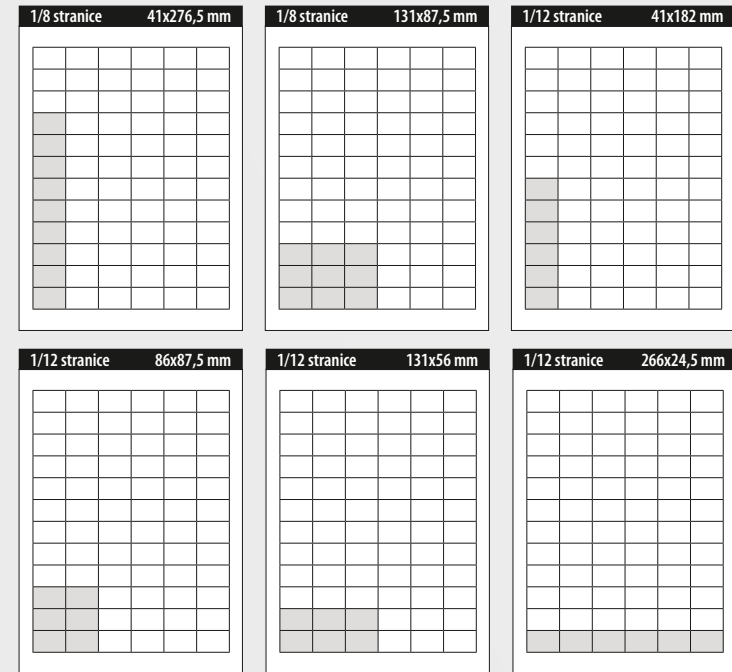 1/8 stranice 41x276,5 mm
1/8 stranice 131x87,5 mm
1/12 stranice 41x182 mm
1/12 stranice 86x87,5 mm
1/12 stranice 131x56 mm
1/12 stranice 266x24,5 mm